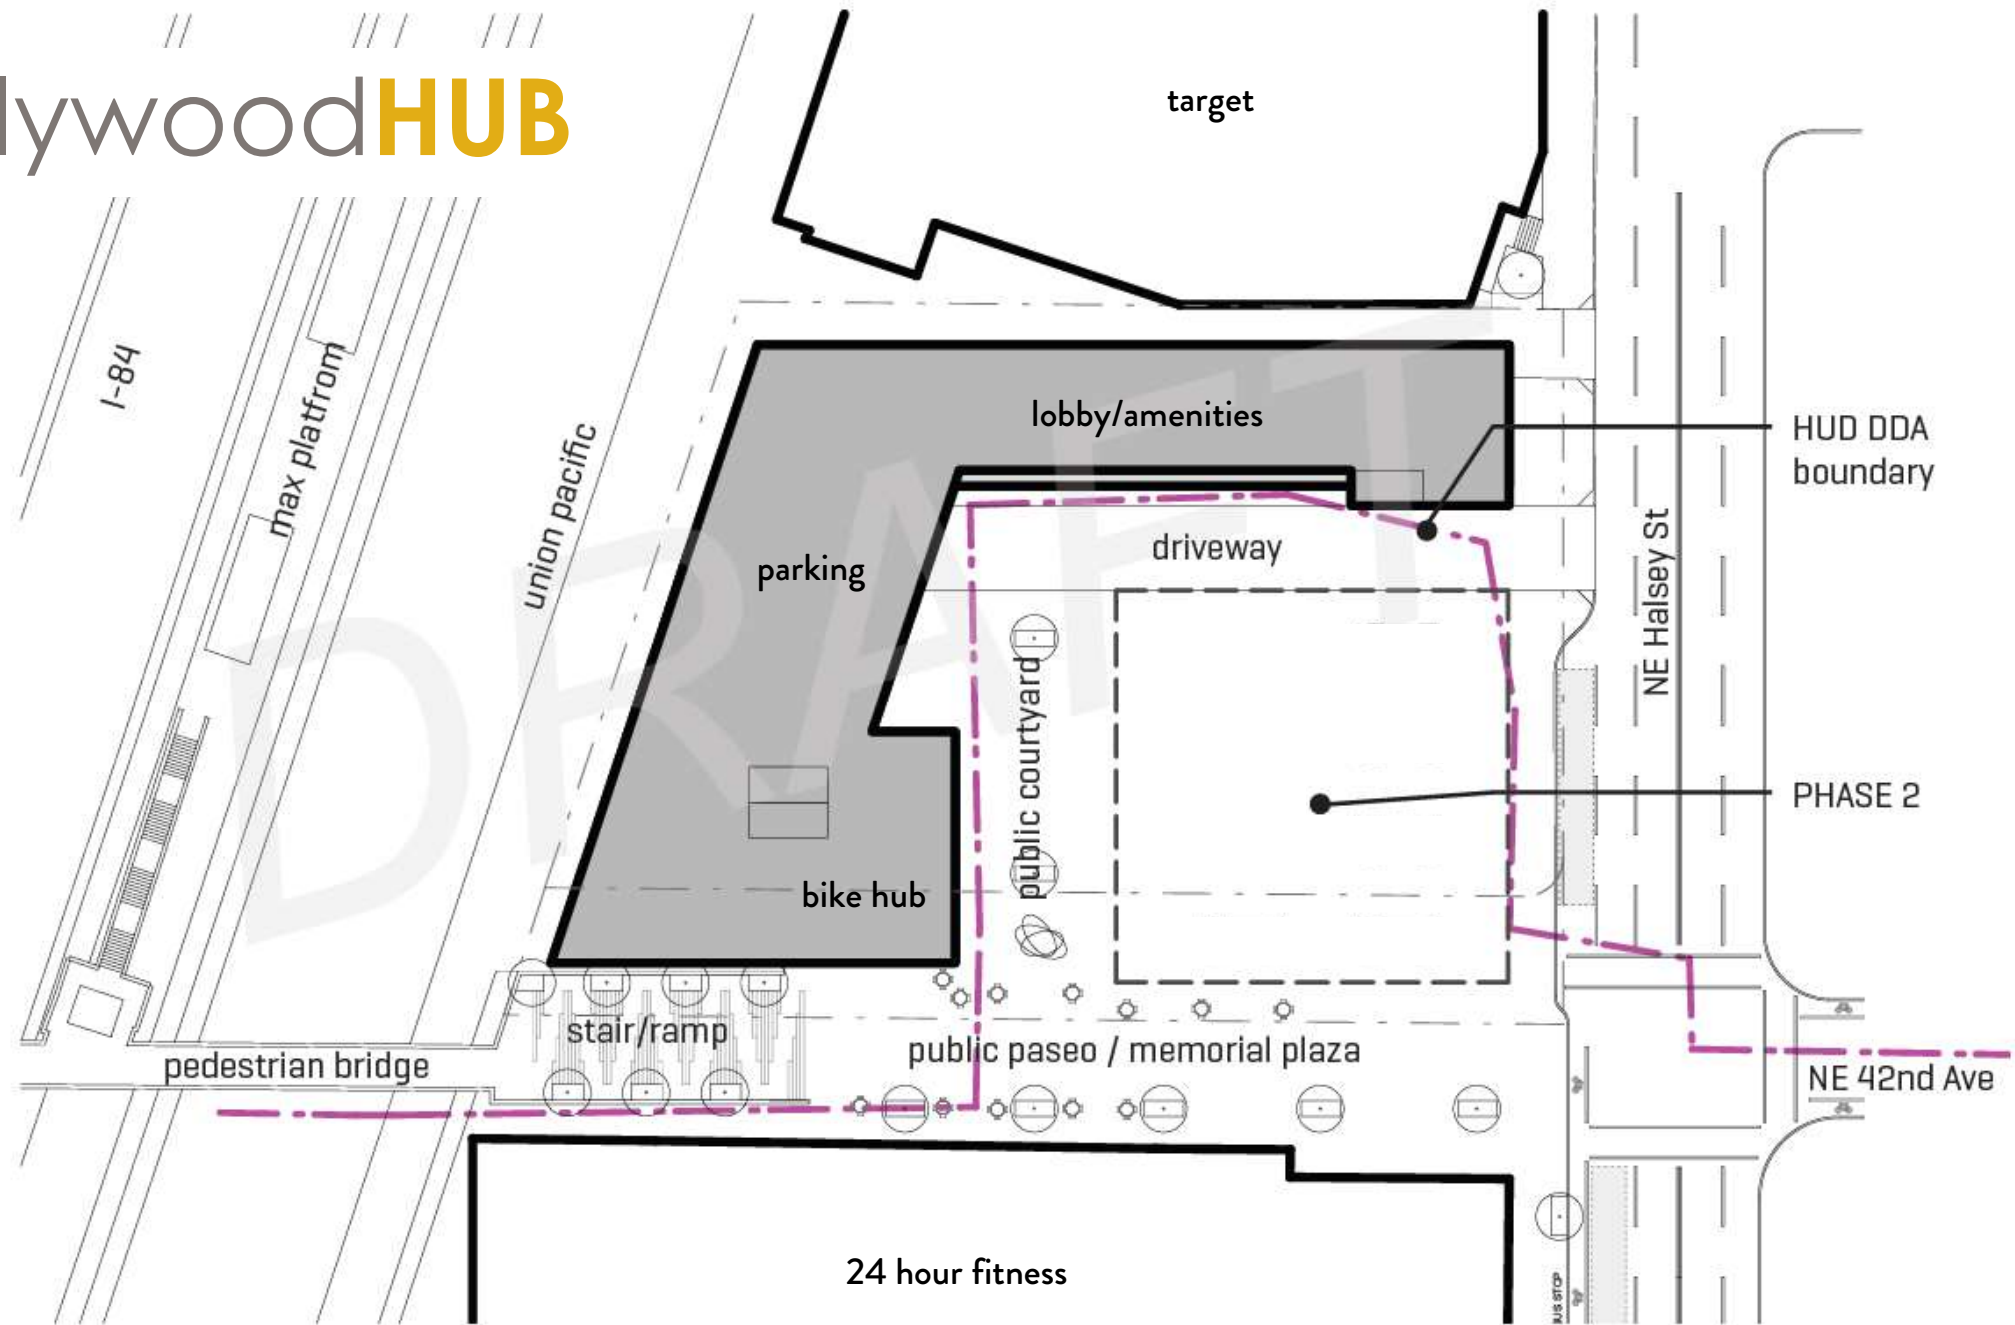 lywoodHUB
target
I-84
max platfrom
union pacific
lobby/amenities
HUD DDA
boundary
driveway
parking
NE Halsey St
public courtyard
PHASE 2
bike hub
stair/ramp
pedestrian bridge
public paseo / memorial plaza
NE 42nd Ave
24 hour fitness
US STOP
DRAFT